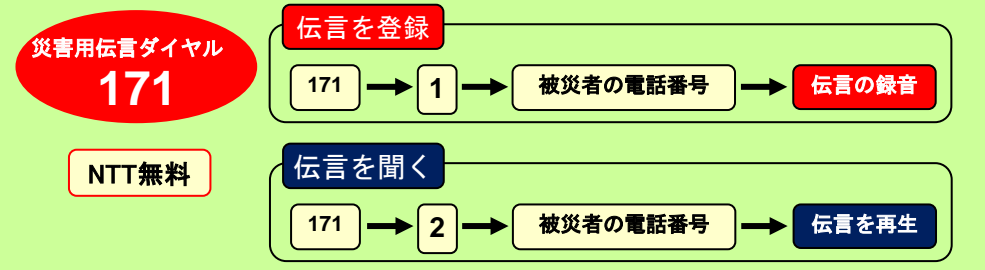 災害用伝言ダイヤル
171
NTT無料
伝言を登録
171
1
被災者の電話番号
伝言の録音
伝言を聞く
171
2
被災者の電話番号
伝言を再生